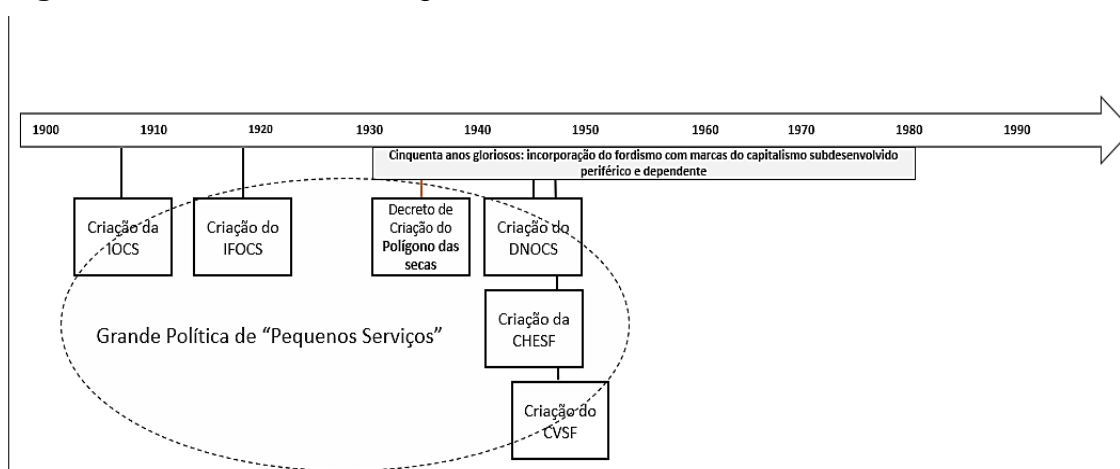 1900 1910 1920 1930 1940 1950 1960 1970 1980 1990
Cinquenta anos gloriosos: incorporação do fordismo com marcas do capitalismo subdesenvolvido
periférico e dependente
Criação da
IOCS
Criação do
IFOCS
Decreto de
Criação do
Polígono das
secas
Criação do
DNOCS
Criação da
CHESF
Grande Política de “Pequenos Serviços”
Criação do
CVSF